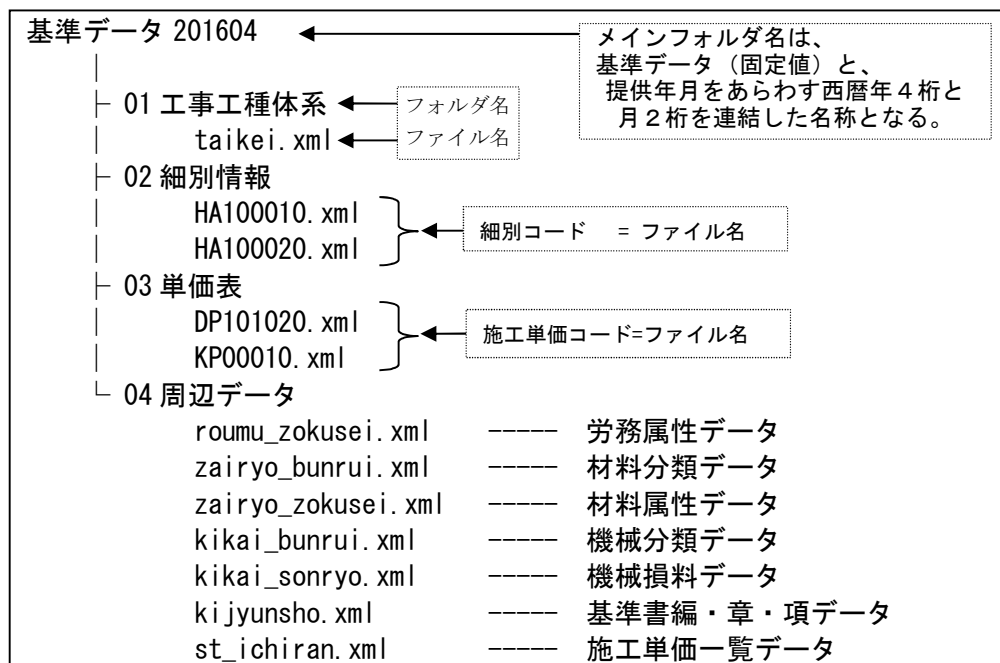 基準データ 201604
メインフォルダ名は、
基準データ（固定値）と、
提供年月をあらわす西暦年４桁と
月２桁を連結した名称となる。
├ 01 工事工種体系
フォルダ名
taikei.xml
ファイル名
├ 02 細別情報
HA100010.xml
HA100020.xml
細別コード = ファイル名
├ 03 単価表
DP101020.xml
KP00010.xml
施工単価コード=ファイル名
└ 04 周辺データ
roumu_zokusei.xml ----- 労務属性データ
zairyo_bunrui.xml ----- 材料分類データ
zairyo_zokusei.xml ----- 材料属性データ
kikai_bunrui.xml ----- 機械分類データ
kikai_sonryo.xml ----- 機械損料データ
kijyunsho.xml ----- 基準書編・章・項データ
st_ichiran.xml ----- 施工単価一覧データ